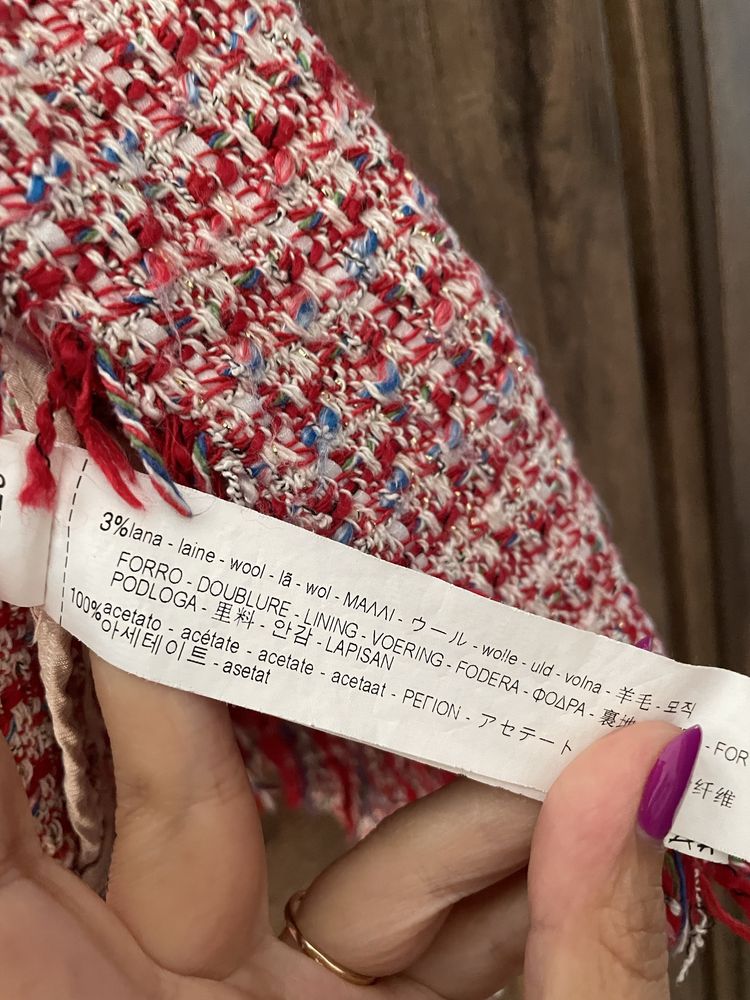 3%lana - laine - wool - lã - wol - ΜΑΛΛΙ - ウール - wolle - uld - volna - 羊毛 - 모직
FORRO - DOUBLURE - LINING - VOERING - FODERA - ΦΟΔΡΑ - 裏地 - FOR
PODLOGA - 里料 - 안감 - LAPISAN
100%acetato - acétate - acetate - acetaat - ΡΕΓΙΟΝ - アセテート 纤维
아세테이트 - asetat